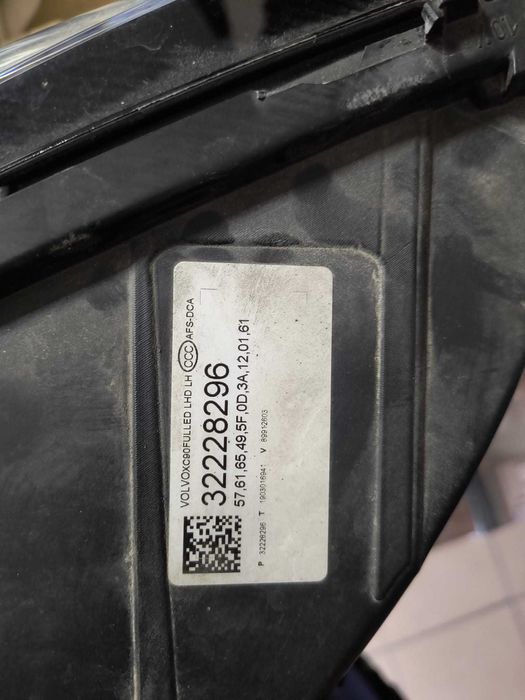 VOLVOXC90FULLED LHD LH CCC AFS-DCA
32228296
57,61,65,49,5F,0D,3A,12,01,61
P 32228296 T 1903016941 V 89912603